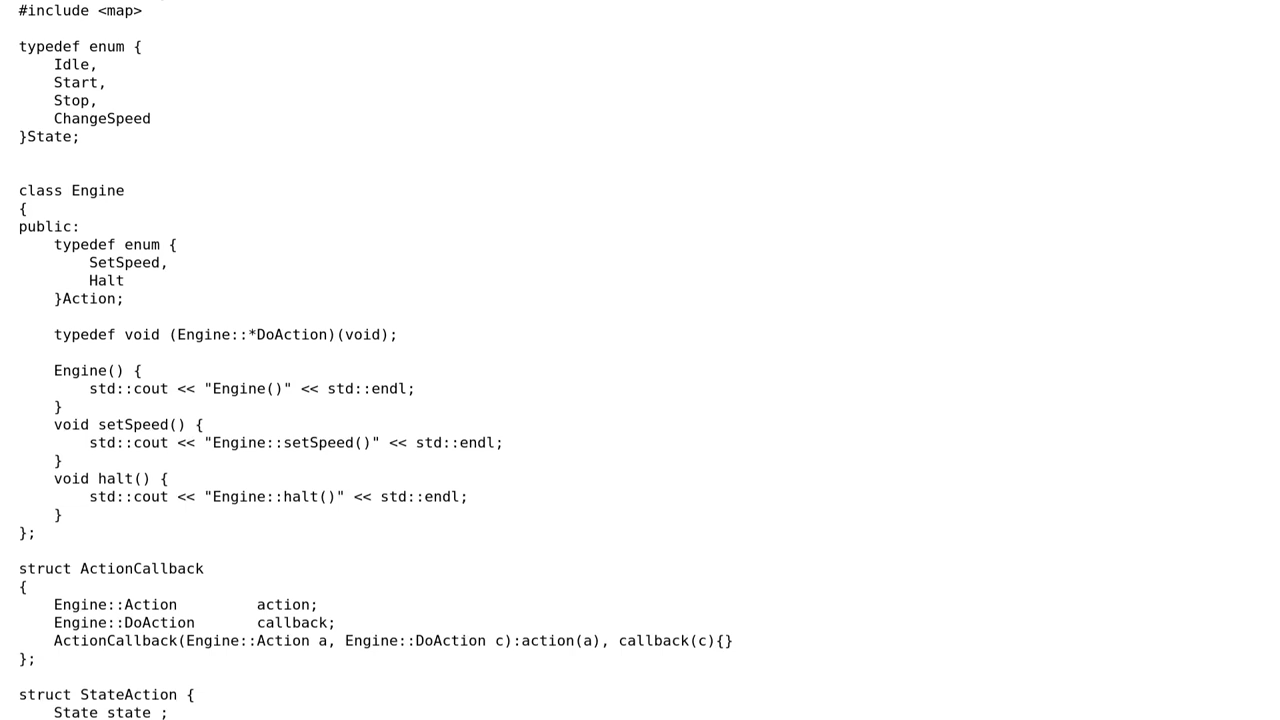 #include <map>

typedef enum {
    Idle,
    Start,
    Stop,
    ChangeSpeed
}State;


class Engine
{
public:
    typedef enum {
        SetSpeed,
        Halt
    }Action;

    typedef void (Engine::*DoAction)(void);

    Engine() {
        std::cout << "Engine()" << std::endl;
    }
    void setSpeed() {
        std::cout << "Engine::setSpeed()" << std::endl;
    }
    void halt() {
        std::cout << "Engine::halt()" << std::endl;
    }
};

struct ActionCallback
{
    Engine::Action         action;
    Engine::DoAction       callback;
    ActionCallback(Engine::Action a, Engine::DoAction c):action(a), callback(c){}
};

struct StateAction {
    State state ;